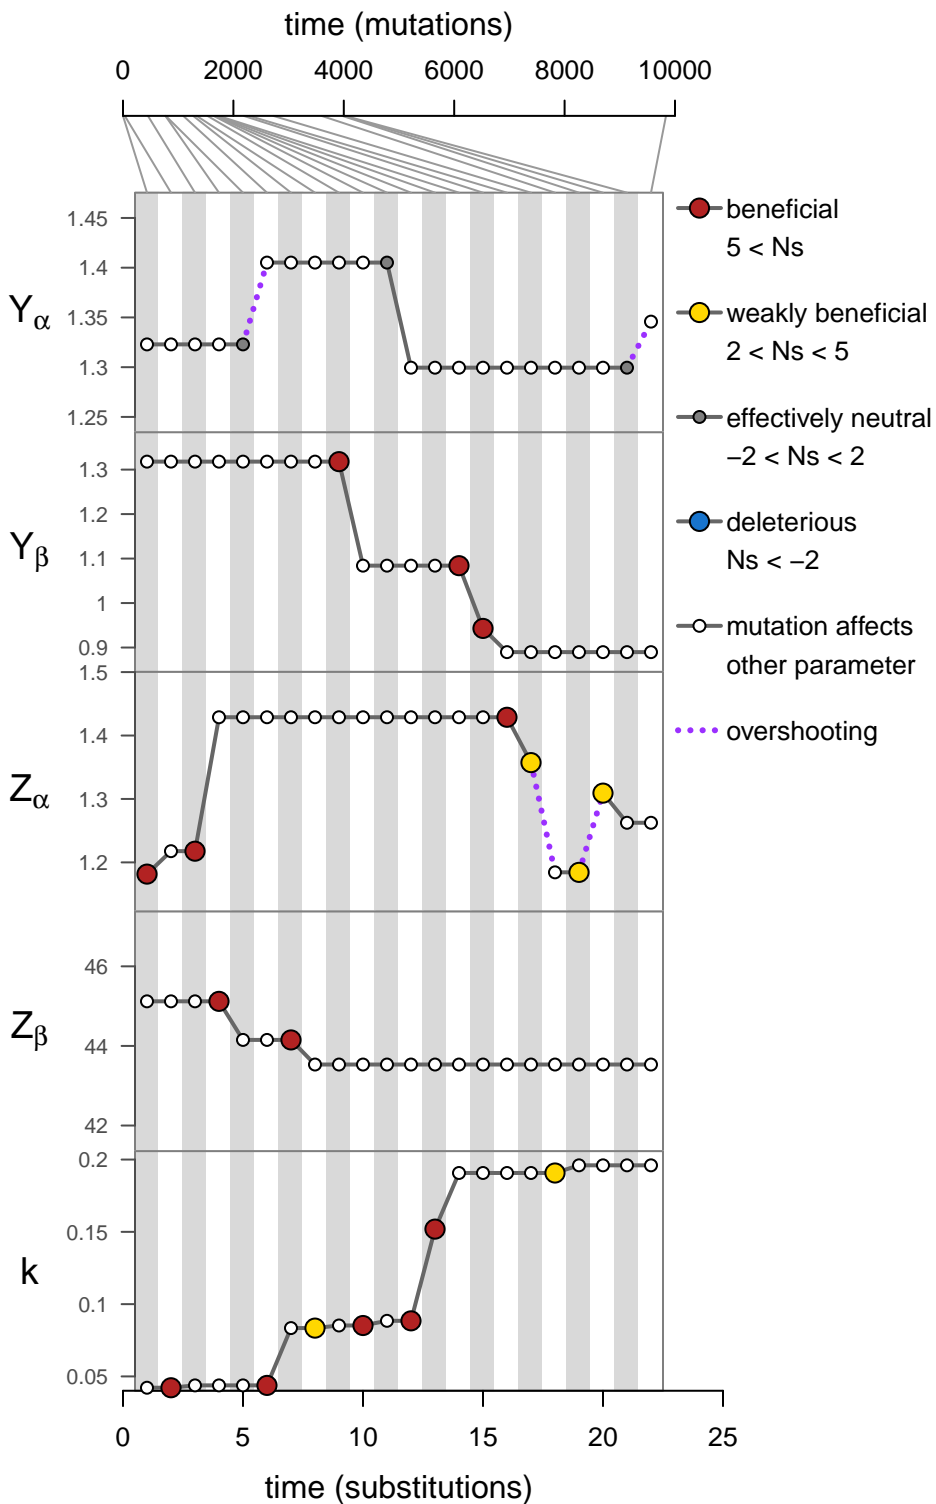 time (mutations)
0 2000 4000 6000 8000 10000
Yα
1.45
1.4
1.35
1.3
1.25
Yβ
1.3
1.2
1.1
1
0.9
Zα
1.5
1.4
1.3
1.2
Zβ
46
44
42
k
0.2
0.15
0.1
0.05
0 5 10 15 20 25
time (substitutions)
beneficial
5 < Ns
weakly beneficial
2 < Ns < 5
effectively neutral
−2 < Ns < 2
deleterious
Ns < −2
mutation affects
other parameter
overshooting